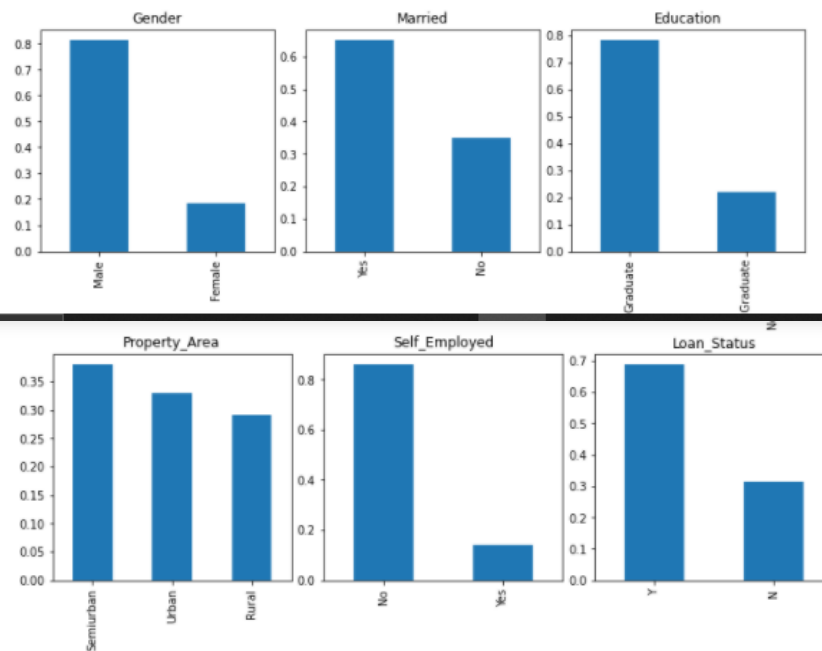 Gender
0.8
0.7
0.6
0.5
0.4
0.3
0.2
0.1
0.0
Male
Female
Married
0.6
0.5
0.4
0.3
0.2
0.1
0.0
Yes
No
Education
0.8
0.7
0.6
0.5
0.4
0.3
0.2
0.1
0.0
Graduate
Graduate
Property_Area
0.35
0.30
0.25
0.20
0.15
0.10
0.05
0.00
Semiurban
Urban
Rural
Self_Employed
0.8
0.6
0.4
0.2
0.0
No
Yes
Loan_Status
0.7
0.6
0.5
0.4
0.3
0.2
0.1
0.0
Y
N